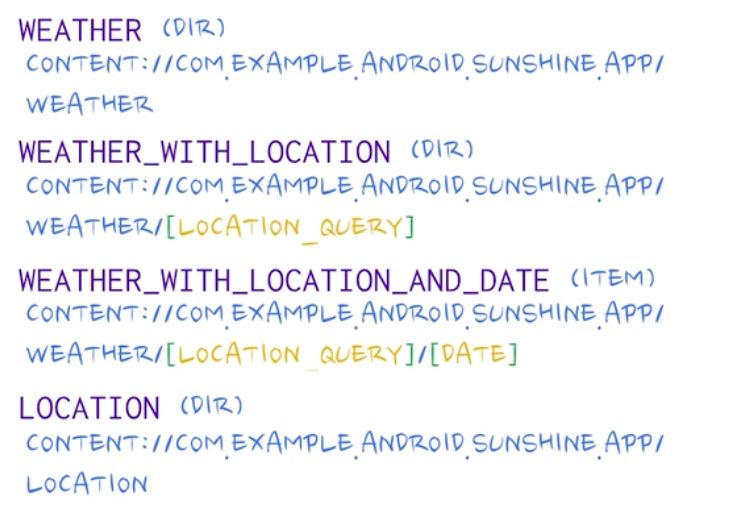 WEATHER (DIR)
CONTENT://COM.EXAMPLE.ANDROID.SUNSHINE.APP/
WEATHER
WEATHER_WITH_LOCATION (DIR)
CONTENT://COM.EXAMPLE.ANDROID.SUNSHINE.APP/
WEATHER/[LOCATION_QUERY]
WEATHER_WITH_LOCATION_AND_DATE (ITEM)
CONTENT://COM.EXAMPLE.ANDROID.SUNSHINE.APP/
WEATHER/[LOCATION_QUERY]/[DATE]
LOCATION (DIR)
CONTENT://COM.EXAMPLE.ANDROID.SUNSHINE.APP/
LOCATION